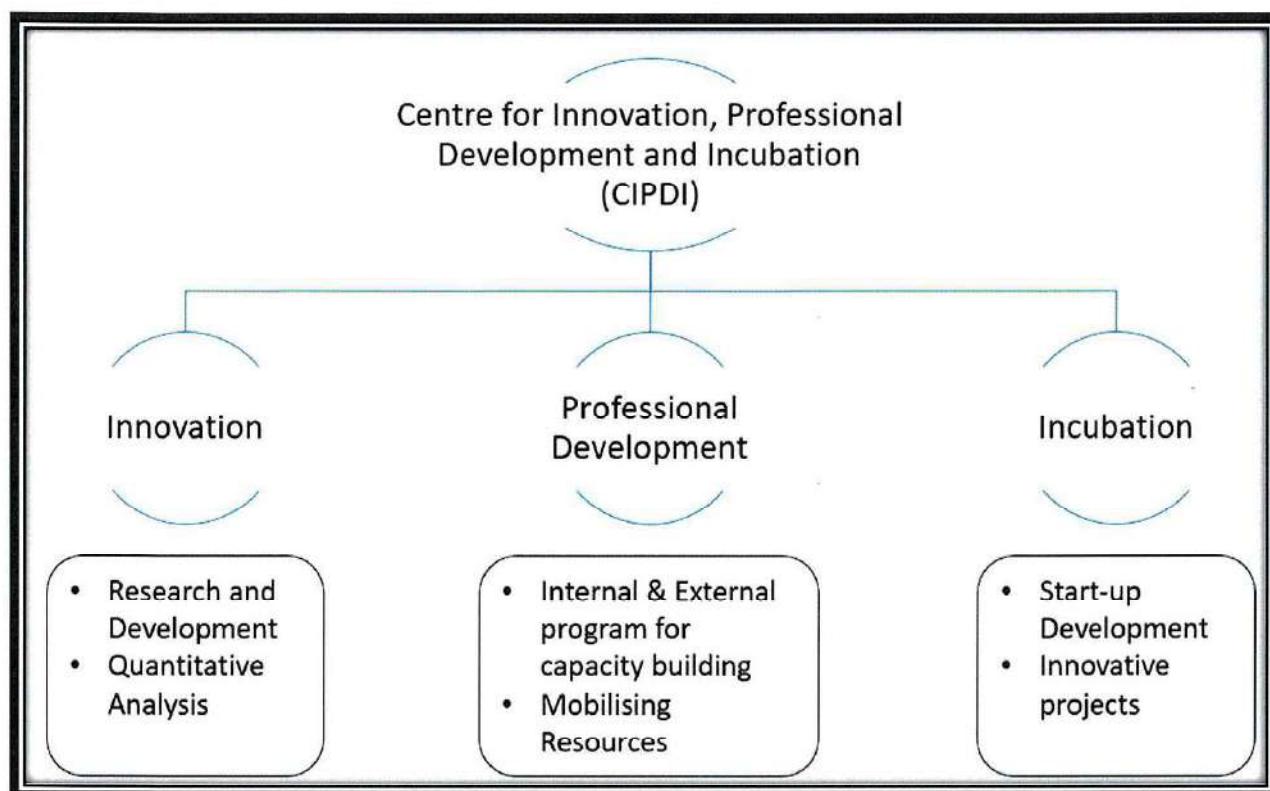 Centre for Innovation, Professional
Development and Incubation
(CIPDI)
Innovation
Professional
Development
Incubation
• Research and
Development
• Quantitative
Analysis
• Internal & External
program for
capacity building
• Mobilising
Resources
• Start-up
Development
• Innovative
projects